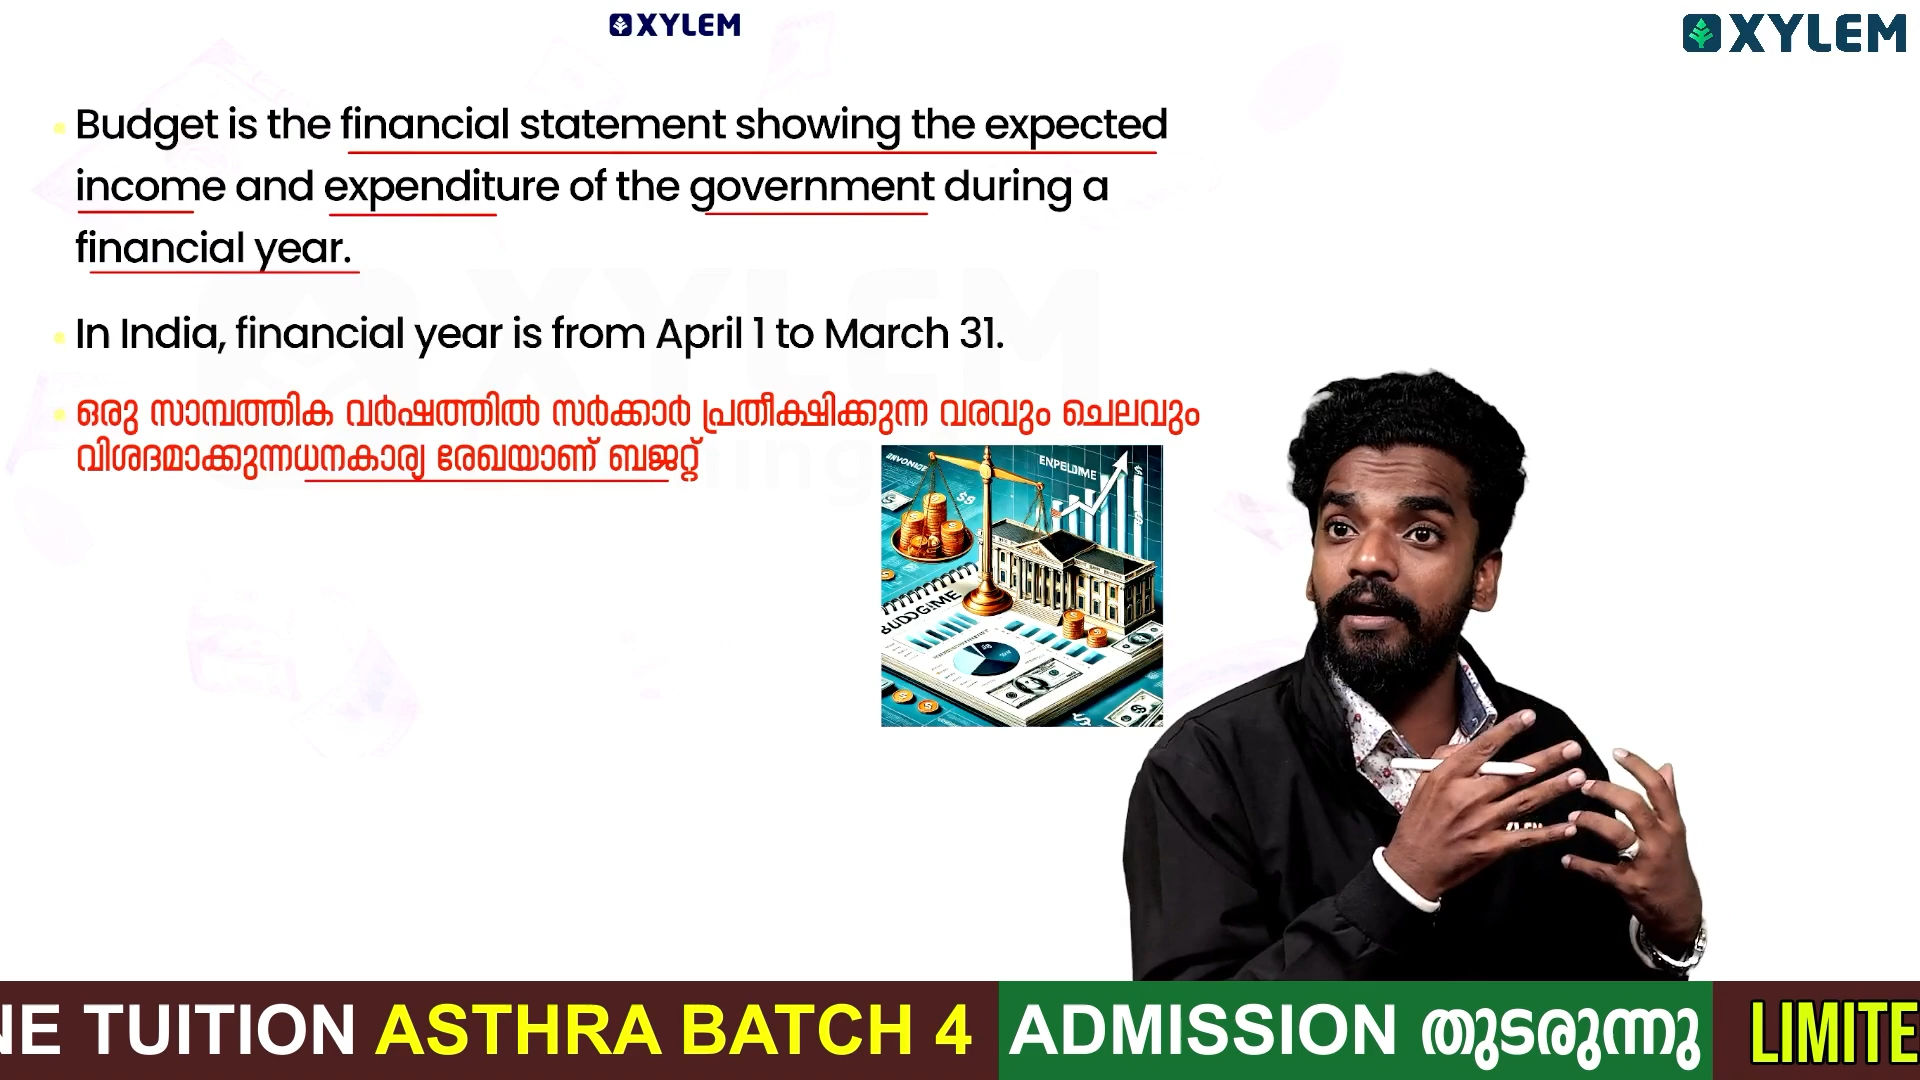 XYLEM
XYLEM
Budget is the financial statement showing the expected
income and expenditure of the government during a
financial year.
In India, financial year is from April 1 to March 31.
ഒരു സാമ്പത്തിക വർഷത്തിൽ സർക്കാർ പ്രതീക്ഷിക്കുന്ന വരവും ചെലവും
വിശദമാക്കുന്നധനകാര്യ രേഖയാണ് ബജറ്റ്
NE TUITION ASTHRA BATCH 4 ADMISSION തുടരുന്നു LIMITE